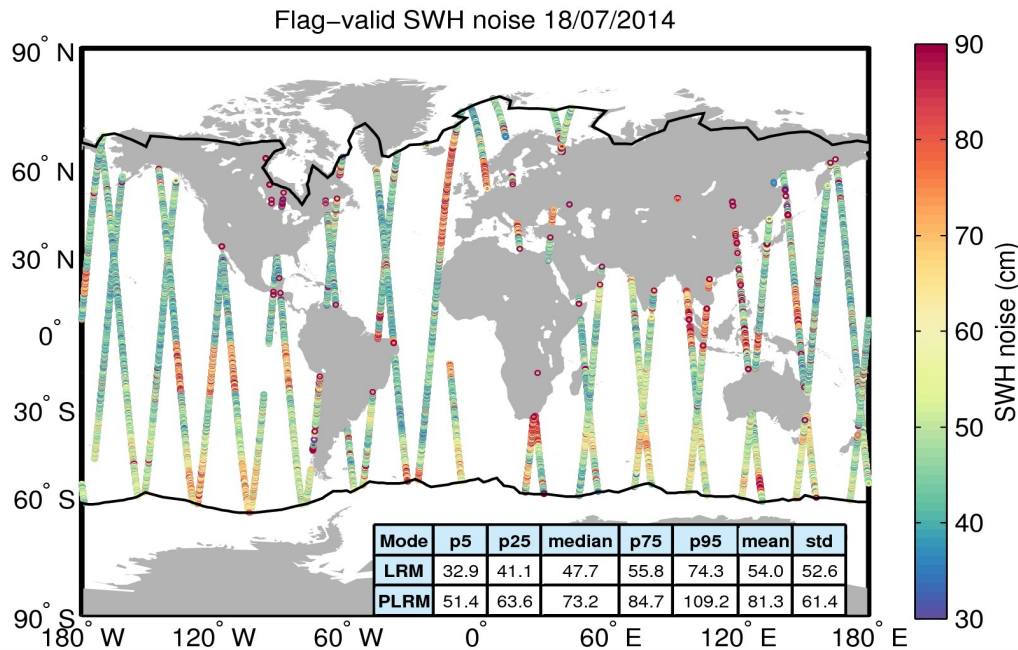 Flag−valid SWH noise 18/07/2014
90° N
60° N
30° N
0°
30° S
60° S
90° S
180° W
120° W
60° W
0°
60° E
120° E
180° E
90
80
70
60
50
40
30
SWH noise (cm)
Mode p5 p25 median p75 p95 mean std
LRM 32.9 41.1 47.7 55.8 74.3 54.0 52.6
PLRM 51.4 63.6 73.2 84.7 109.2 81.3 61.4